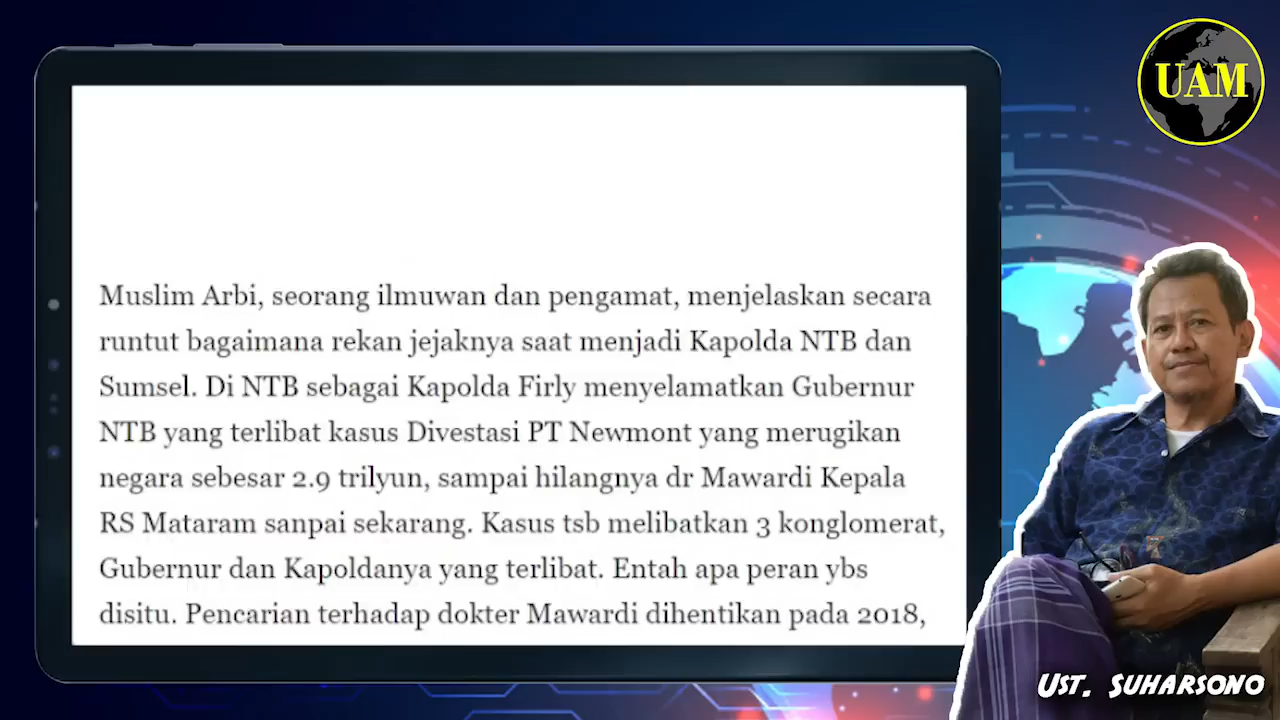 UAM
Muslim Arbi, seorang ilmuwan dan pengamat, menjelaskan secara
runtut bagaimana rekan jejaknya saat menjadi Kapolda NTB dan
Sumsel. Di NTB sebagai Kapolda Firly menyelamatkan Gubernur
NTB yang terlibat kasus Divestasi PT Newmont yang merugikan
negara sebesar 2.9 trilyun, sampai hilangnya dr Mawardi Kepala
RS Mataram sanpai sekarang. Kasus tsb melibatkan 3 konglomerat,
Gubernur dan Kapoldanya yang terlibat. Entah apa peran ybs
disitu. Pencarian terhadap dokter Mawardi dihentikan pada 2018,
UST. SUHARSONO